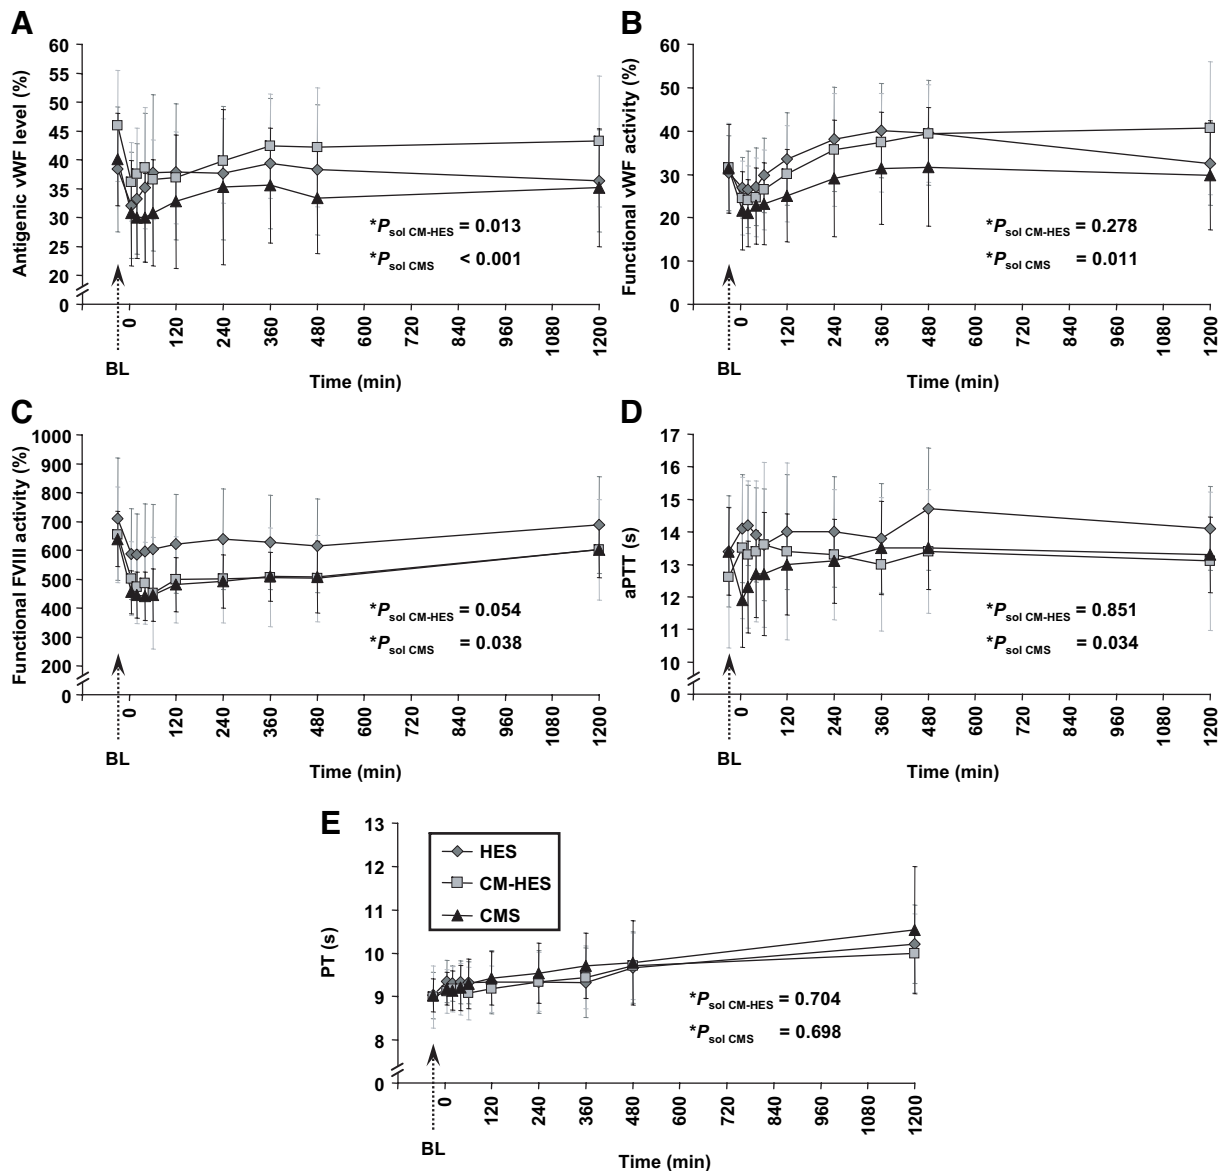 A
Antigenic vWF level (%)
60
55
50
45
40
35
30
25
20
0
*P sol CM-HES = 0.013
*P sol CMS < 0.001
0 120 240 360 480 600 720 840 960 1080 1200
BL
Time (min)
B
Functional vWF activity (%)
60
50
40
30
20
10
0
*P sol CM-HES = 0.278
*P sol CMS = 0.011
0 120 240 360 480 600 720 840 960 1080 1200
BL
Time (min)
C
Functional FVIII activity (%)
1000
900
800
700
600
500
400
300
200
0
*P sol CM-HES = 0.054
*P sol CMS = 0.038
0 120 240 360 480 600 720 840 960 1080 1200
BL
Time (min)
D
aPTT (s)
17
16
15
14
13
12
11
10
0
*P sol CM-HES = 0.851
*P sol CMS = 0.034
0 120 240 360 480 600 720 840 960 1080 1200
BL
Time (min)
E
PT (s)
13
12
11
10
9
8
0
HES
CM-HES
CMS
*P sol CM-HES = 0.704
*P sol CMS = 0.698
0 120 240 360 480 600 720 840 960 1080 1200
BL
Time (min)